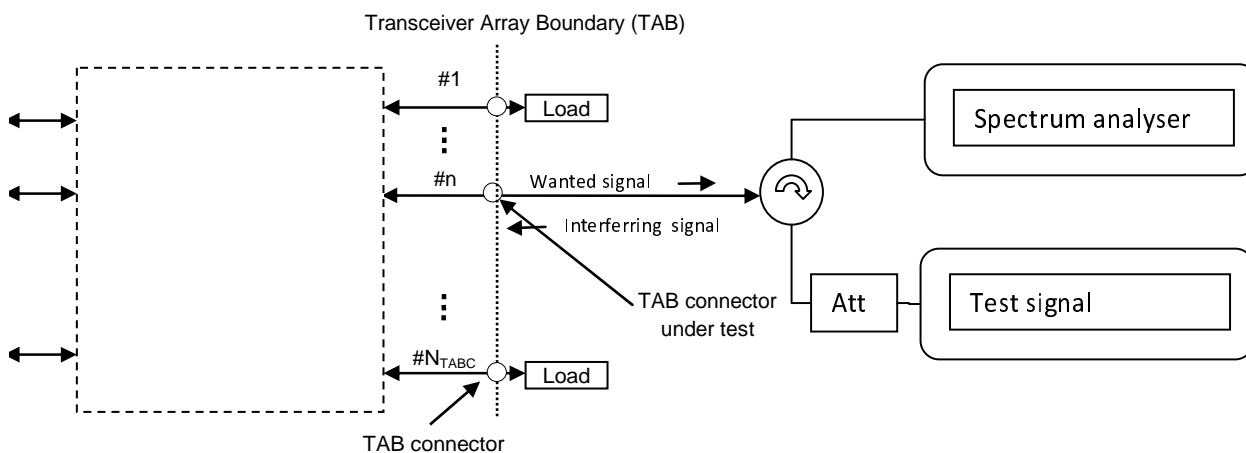 Transceiver Array Boundary (TAB)
#1
Load
Spectrum analyser
#n
Wanted signal
Interferring signal
TAB connector
under test
Att
Test signal
#N_TABC
Load
TAB connector